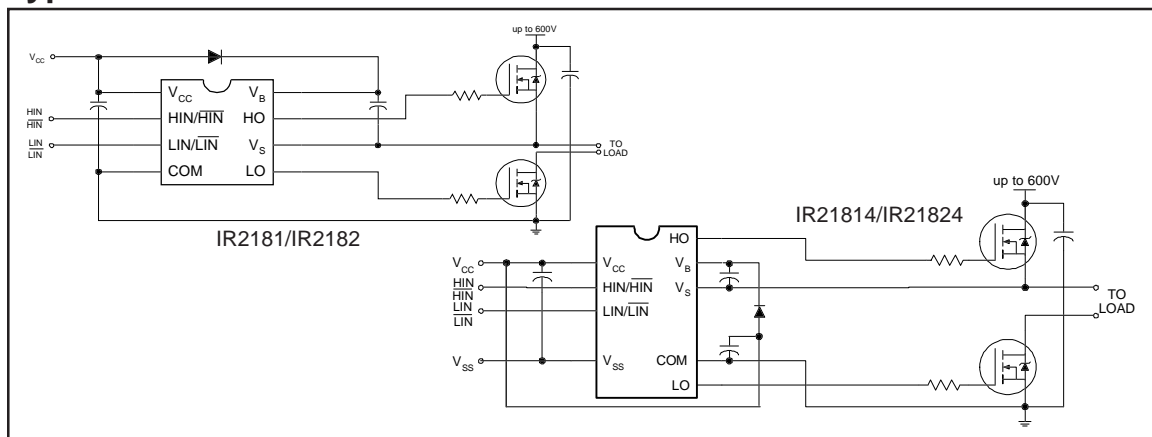 up to 600V
VCC
VCC
VB
HIN
HIN
HIN/HIN
HO
LIN
LIN
LIN/LIN
VS
TO
LOAD
COM
LO
IR2181/IR2182
up to 600V
IR21814/IR21824
HO
VCC
VCC
VB
HIN
HIN
HIN/HIN
VS
TO
LOAD
LIN
LIN
LIN/LIN
VSS
VSS
COM
LO